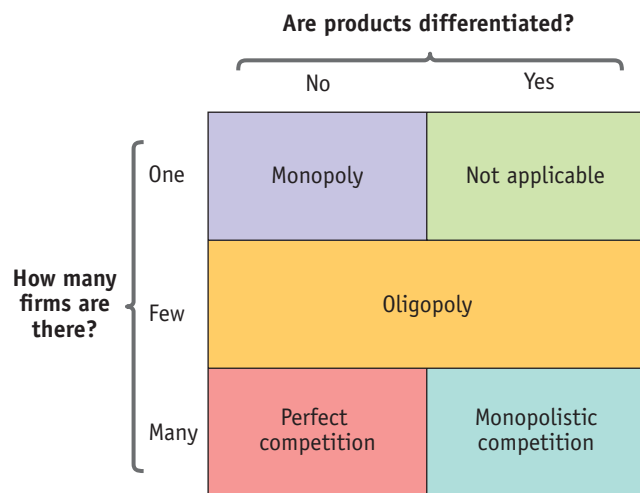 Are products differentiated?
No
Yes
One
Monopoly
Not applicable
How many
firms are
there?
Few
Oligopoly
Many
Perfect
competition
Monopolistic
competition